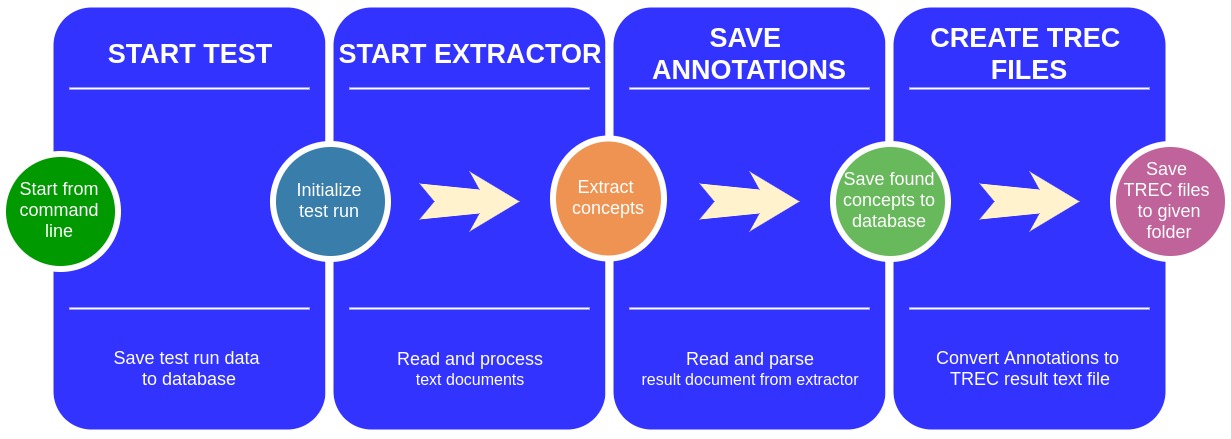 START TEST
START EXTRACTOR
SAVE
ANNOTATIONS
CREATE TREC
FILES
Start from
command
line
Initialize
test run
Extract
concepts
Save found
concepts to
database
Save
TREC files
to given
folder
Save test run data
to database
Read and process
text documents
Read and parse
result document from extractor
Convert Annotations to
TREC result text file